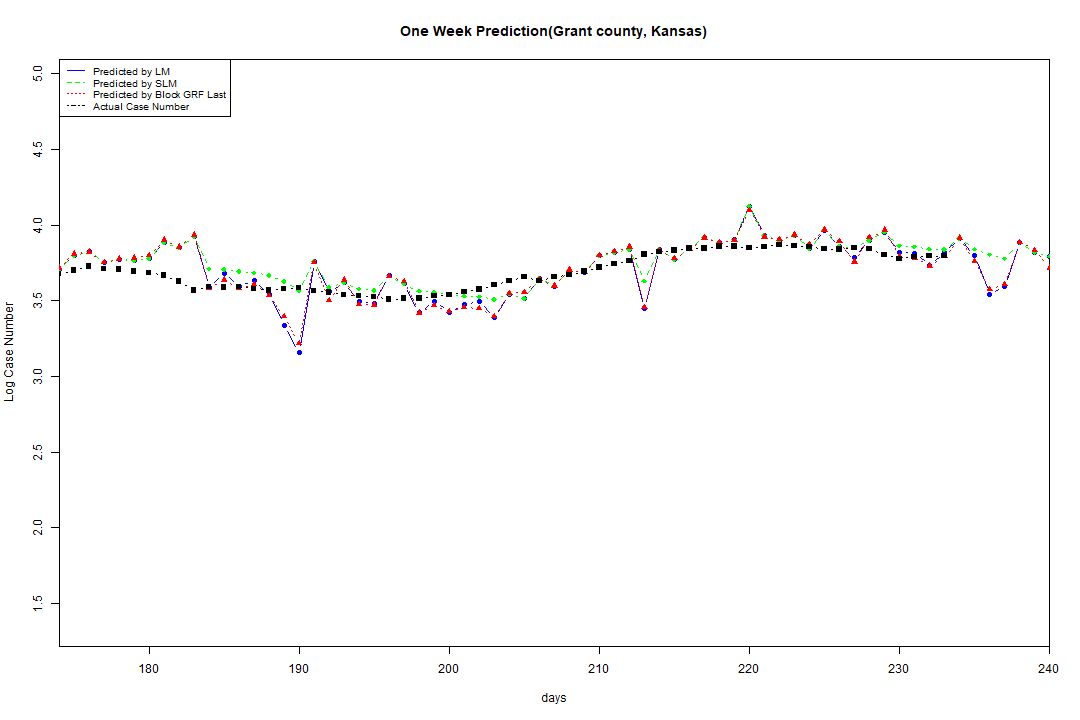 One Week Prediction(Grant county, Kansas)
Predicted by LM
Predicted by SLM
Predicted by Block GRF Last
Actual Case Number
5.0
4.5
4.0
3.5
3.0
2.5
2.0
1.5
Log Case Number
180 190 200 210 220 230 240
days